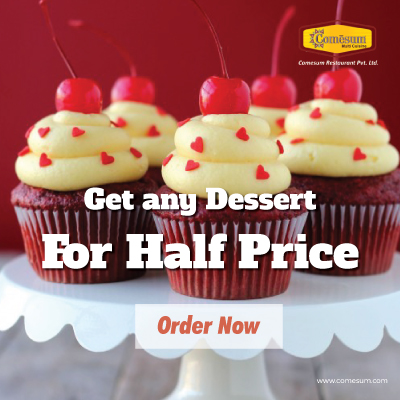 Comesum
Multi Cuisine
Comesum Restaurant Pvt. Ltd.
Get any Dessert
For Half Price
Order Now
www.comesum.com